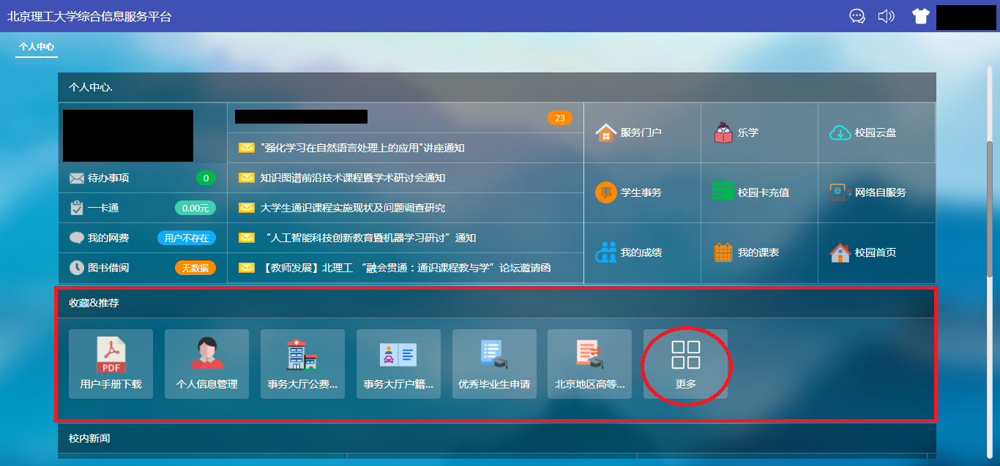 北京理工大学综合信息服务平台
个人中心
个人中心.
23
"强化学习在自然语言处理上的应用"讲座通知
待办事项 0
知识图谱前沿技术课程暨学术研讨会通知
一卡通 0.00元
大学生通识课程实施现状及问题调查研究
我的网费 用户不存在
“人工智能科技创新教育暨机器学习研讨”通知
图书借阅 无数据
【教师发展】北理工 “融会贯通：通识课程教与学”论坛邀请函
服务门户 乐学 校园云盘
事 学生事务 校园卡充值 e 网络自服务
我的成绩 我的课表 校园首页
收藏&推荐
PDF
用户手册下载 个人信息管理 事务大厅公费... 事务大厅户籍... 优秀毕业生申请 北京地区高等... 更多
校内新闻